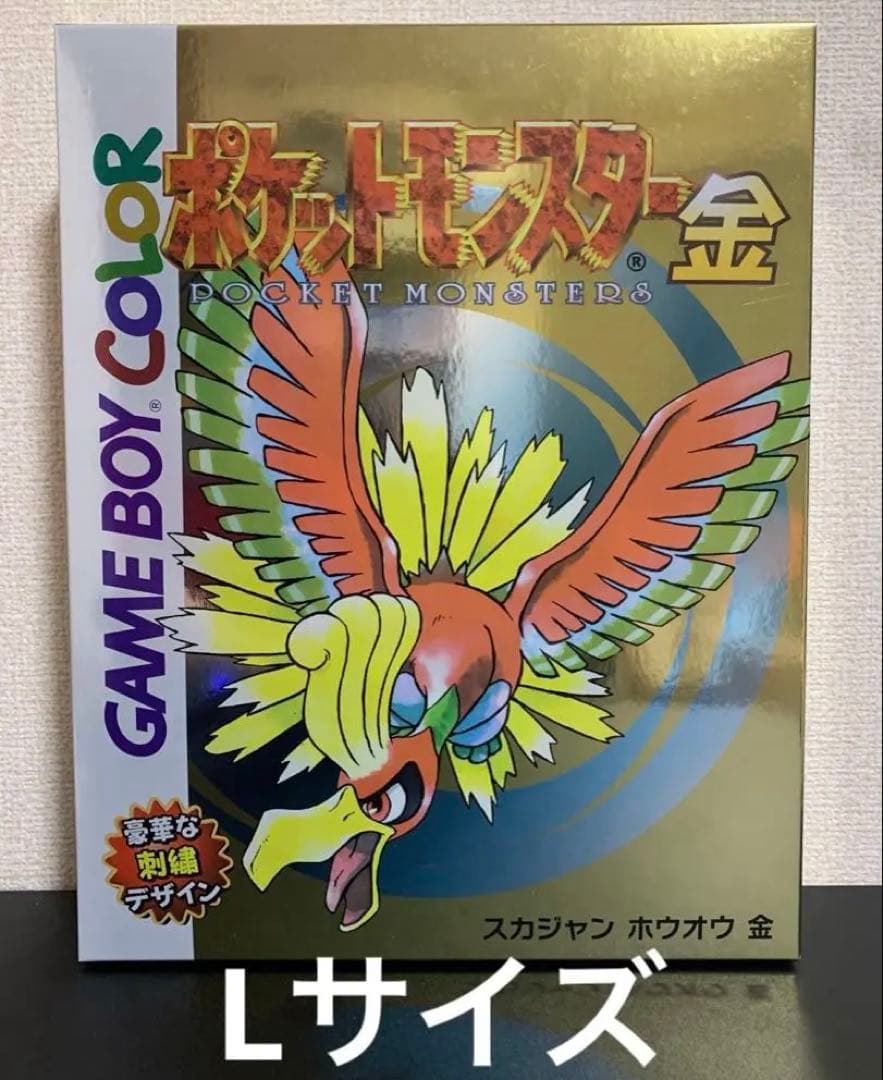 GAME BOY® COLOR
ポケットモンスター® 金
POCKET MONSTERS
豪華な
刺繍
デザイン
スカジャン ホウオウ 金
Lサイズ